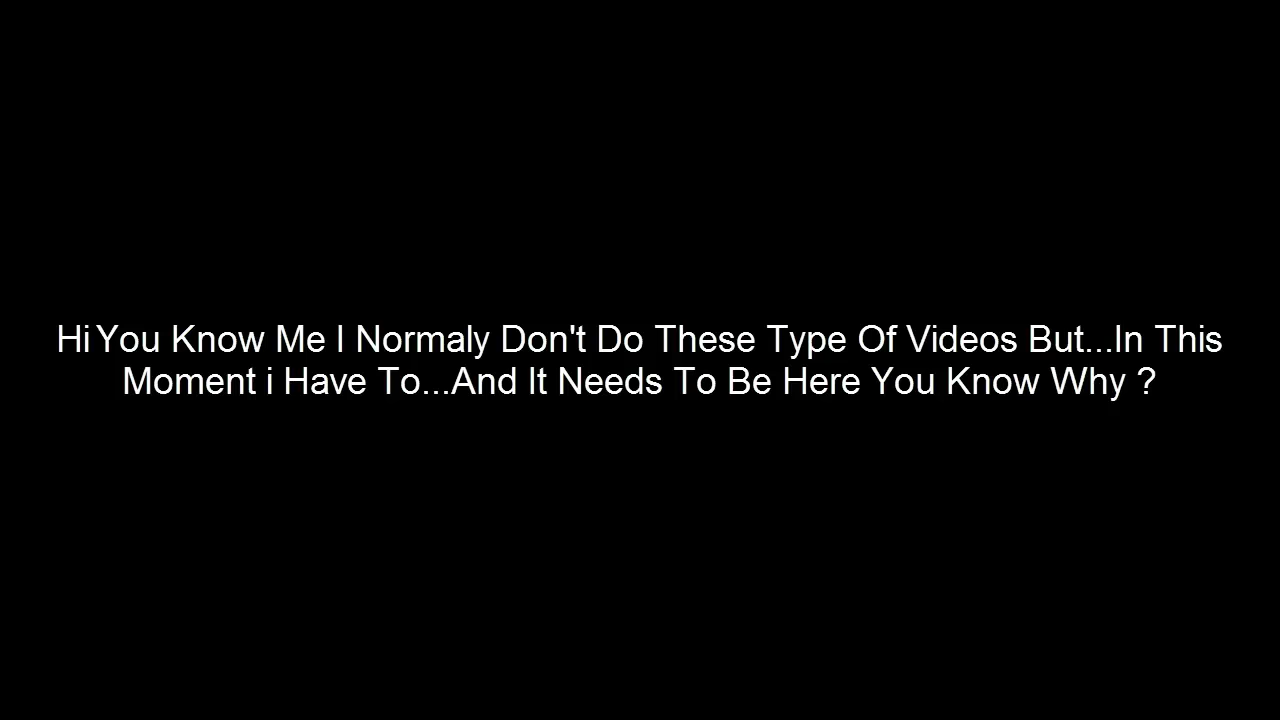 Hi You Know Me I Normaly Don't Do These Type Of Videos But...In This
Moment i Have To...And It Needs To Be Here You Know Why ?